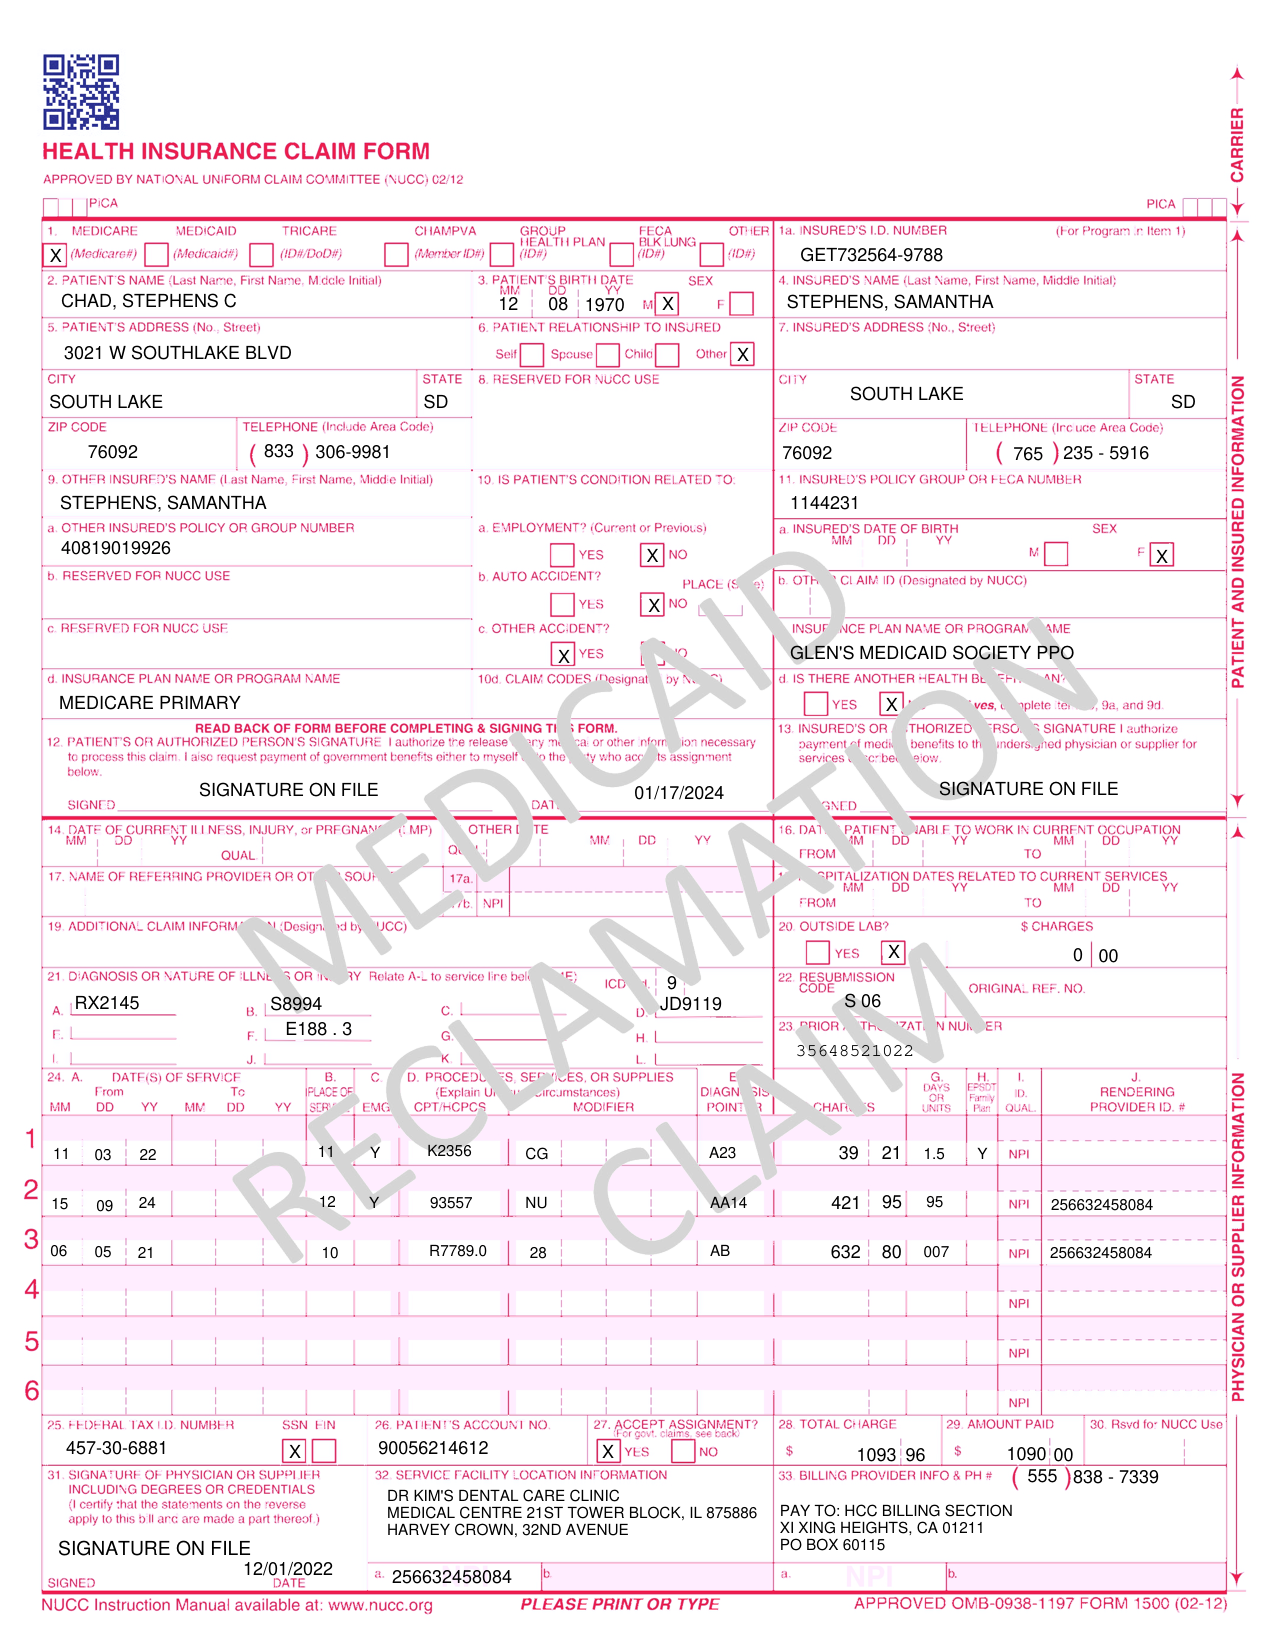 HEALTH INSURANCE CLAIM FORM
APPROVED BY NATIONAL UNIFORM CLAIM COMMITTEE (NUCC) 02/12
PICA
PICA
CARRIER
1. MEDICARE MEDICAID TRICARE CHAMPVA GROUP HEALTH PLAN FECA BLK LUNG OTHER
X (Medicare#) (Medicaid#) (ID#/DoD#) (Member ID#) (ID#) (ID#) (ID#)
1a. INSURED'S I.D. NUMBER (For Program in Item 1)
GET732564-9788
2. PATIENT'S NAME (Last Name, First Name, Middle Initial)
CHAD, STEPHENS C
3. PATIENT'S BIRTH DATE SEX
MM DD YY
12 08 1970 M X F
4. INSURED'S NAME (Last Name, First Name, Middle Initial)
STEPHENS, SAMANTHA
5. PATIENT'S ADDRESS (No., Street)
3021 W SOUTHLAKE BLVD
6. PATIENT RELATIONSHIP TO INSURED
Self Spouse Child Other X
7. INSURED'S ADDRESS (No., Street)
CITY STATE
SOUTH LAKE SD
8. RESERVED FOR NUCC USE
CITY STATE
SOUTH LAKE SD
ZIP CODE TELEPHONE (Include Area Code)
76092 ( 833 ) 306-9981
ZIP CODE TELEPHONE (Include Area Code)
76092 ( 765 ) 235 - 5916
9. OTHER INSURED'S NAME (Last Name, First Name, Middle Initial)
STEPHENS, SAMANTHA
10. IS PATIENT'S CONDITION RELATED TO:
11. INSURED'S POLICY GROUP OR FECA NUMBER
1144231
a. OTHER INSURED'S POLICY OR GROUP NUMBER
40819019926
a. EMPLOYMENT? (Current or Previous)
YES X NO
a. INSURED'S DATE OF BIRTH SEX
MM DD YY
M F X
b. RESERVED FOR NUCC USE
b. AUTO ACCIDENT? PLACE (State)
YES X NO
b. OTHER CLAIM ID (Designated by NUCC)
c. RESERVED FOR NUCC USE
c. OTHER ACCIDENT?
X YES NO
INSURANCE PLAN NAME OR PROGRAM NAME
GLEN'S MEDICAID SOCIETY PPO
d. INSURANCE PLAN NAME OR PROGRAM NAME
MEDICARE PRIMARY
10d. CLAIM CODES (Designated by NUCC)
d. IS THERE ANOTHER HEALTH BENEFIT PLAN?
YES X yes, complete items 9, 9a, and 9d.
READ BACK OF FORM BEFORE COMPLETING & SIGNING THIS FORM.
12. PATIENT'S OR AUTHORIZED PERSON'S SIGNATURE I authorize the release of any medical or other information necessary
to process this claim. I also request payment of government benefits either to myself or to the party who accepts assignment
below.
SIGNATURE ON FILE 01/17/2024
SIGNED DATE
13. INSURED'S OR AUTHORIZED PERSON'S SIGNATURE I authorize
payment of medical benefits to the undersigned physician or supplier for
services described below.
SIGNATURE ON FILE
SIGNED
PATIENT AND INSURED INFORMATION
14. DATE OF CURRENT ILLNESS, INJURY, or PREGNANCY (LMP)
MM DD YY
QUAL.
OTHER DATE
QUAL. MM DD YY
16. DATES PATIENT UNABLE TO WORK IN CURRENT OCCUPATION
MM DD YY MM DD YY
FROM TO
17. NAME OF REFERRING PROVIDER OR OTHER SOURCE
17a.
17b. NPI
18. HOSPITALIZATION DATES RELATED TO CURRENT SERVICES
MM DD YY MM DD YY
FROM TO
19. ADDITIONAL CLAIM INFORMATION (Designated by NUCC)
20. OUTSIDE LAB? $ CHARGES
YES X 0 00
21. DIAGNOSIS OR NATURE OF ILLNESS OR INJURY Relate A-L to service line below (24E)
ICD Ind. 9
A. RX2145 B. S8994 C. D. JD9119
E. F. E188 . 3 G. H.
I. J. K. L.
22. RESUBMISSION CODE ORIGINAL REF. NO.
S 06
23. PRIOR AUTHORIZATION NUMBER
35648521022
24. A. DATE(S) OF SERVICE B. C. D. PROCEDURES, SERVICES, OR SUPPLIES E. G. H. I. J.
From To PLACE OF (Explain Unusual Circumstances) DIAGNOSIS DAYS OR UNITS EPSDT Family Plan ID. RENDERING
MM DD YY MM DD YY SERVICE EMG CPT/HCPCS MODIFIER POINTER CHARGES QUAL. PROVIDER ID. #
1 11 03 22 11 Y K2356 CG A23 39 21 1.5 Y NPI
2 15 09 24 12 Y 93557 NU AA14 421 95 95 NPI 256632458084
3 06 05 21 10 R7789.0 28 AB 632 80 007 NPI 256632458084
4 NPI
5 NPI
6 NPI
25. FEDERAL TAX I.D. NUMBER SSN EIN
457-30-6881 X
26. PATIENT'S ACCOUNT NO.
90056214612
27. ACCEPT ASSIGNMENT?
(For govt. claims, see back)
X YES NO
28. TOTAL CHARGE
$ 1093 96
29. AMOUNT PAID
$ 1090 00
30. Rsvd for NUCC Use
31. SIGNATURE OF PHYSICIAN OR SUPPLIER
INCLUDING DEGREES OR CREDENTIALS
(I certify that the statements on the reverse
apply to this bill and are made a part thereof.)
SIGNATURE ON FILE
12/01/2022
SIGNED DATE
32. SERVICE FACILITY LOCATION INFORMATION
DR KIM'S DENTAL CARE CLINIC
MEDICAL CENTRE 21ST TOWER BLOCK, IL 875886
HARVEY CROWN, 32ND AVENUE
a. 256632458084 b.
33. BILLING PROVIDER INFO & PH # ( 555 ) 838 - 7339
PAY TO: HCC BILLING SECTION
XI XING HEIGHTS, CA 01211
PO BOX 60115
a. NPI b.
PHYSICIAN OR SUPPLIER INFORMATION
NUCC Instruction Manual available at: www.nucc.org PLEASE PRINT OR TYPE APPROVED OMB-0938-1197 FORM 1500 (02-12)
MEDICAID
RECLAMATION
CLAIM